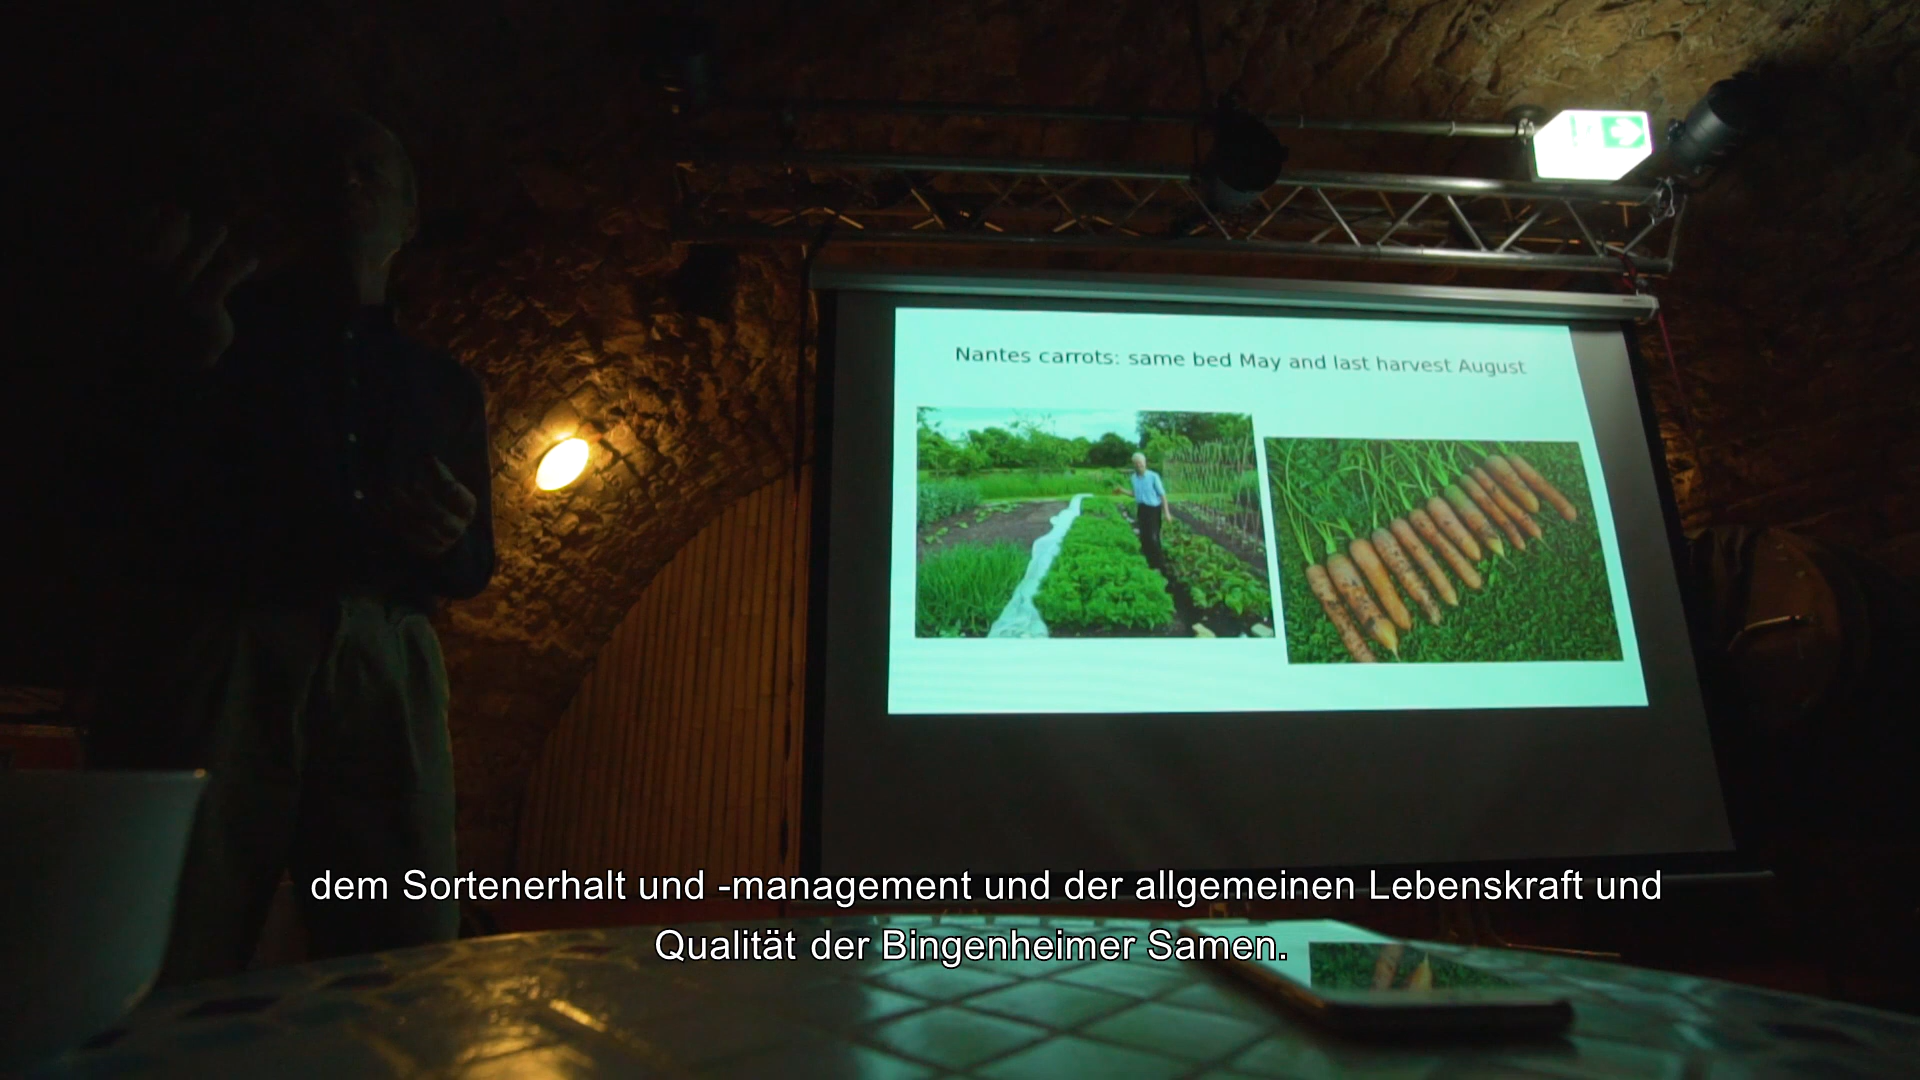 Nantes carrots: same bed May and last harvest August
dem Sortenerhalt und -management und der allgemeinen Lebenskraft und
Qualität der Bingenheimer Samen.